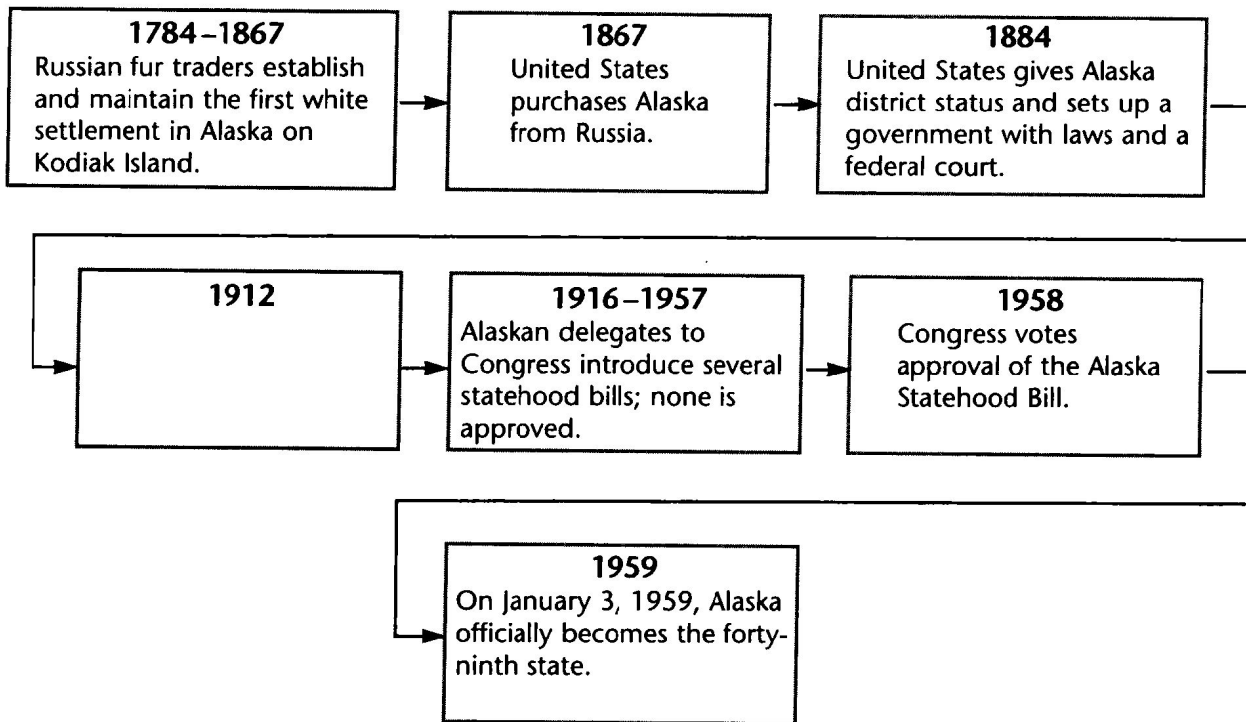 1784–1867
Russian fur traders establish
and maintain the first white
settlement in Alaska on
Kodiak Island.
1867
United States
purchases Alaska
from Russia.
1884
United States gives Alaska
district status and sets up a
government with laws and a
federal court.
1912
1916–1957
Alaskan delegates to
Congress introduce several
statehood bills; none is
approved.
1958
Congress votes
approval of the Alaska
Statehood Bill.
1959
On January 3, 1959, Alaska
officially becomes the forty-
ninth state.